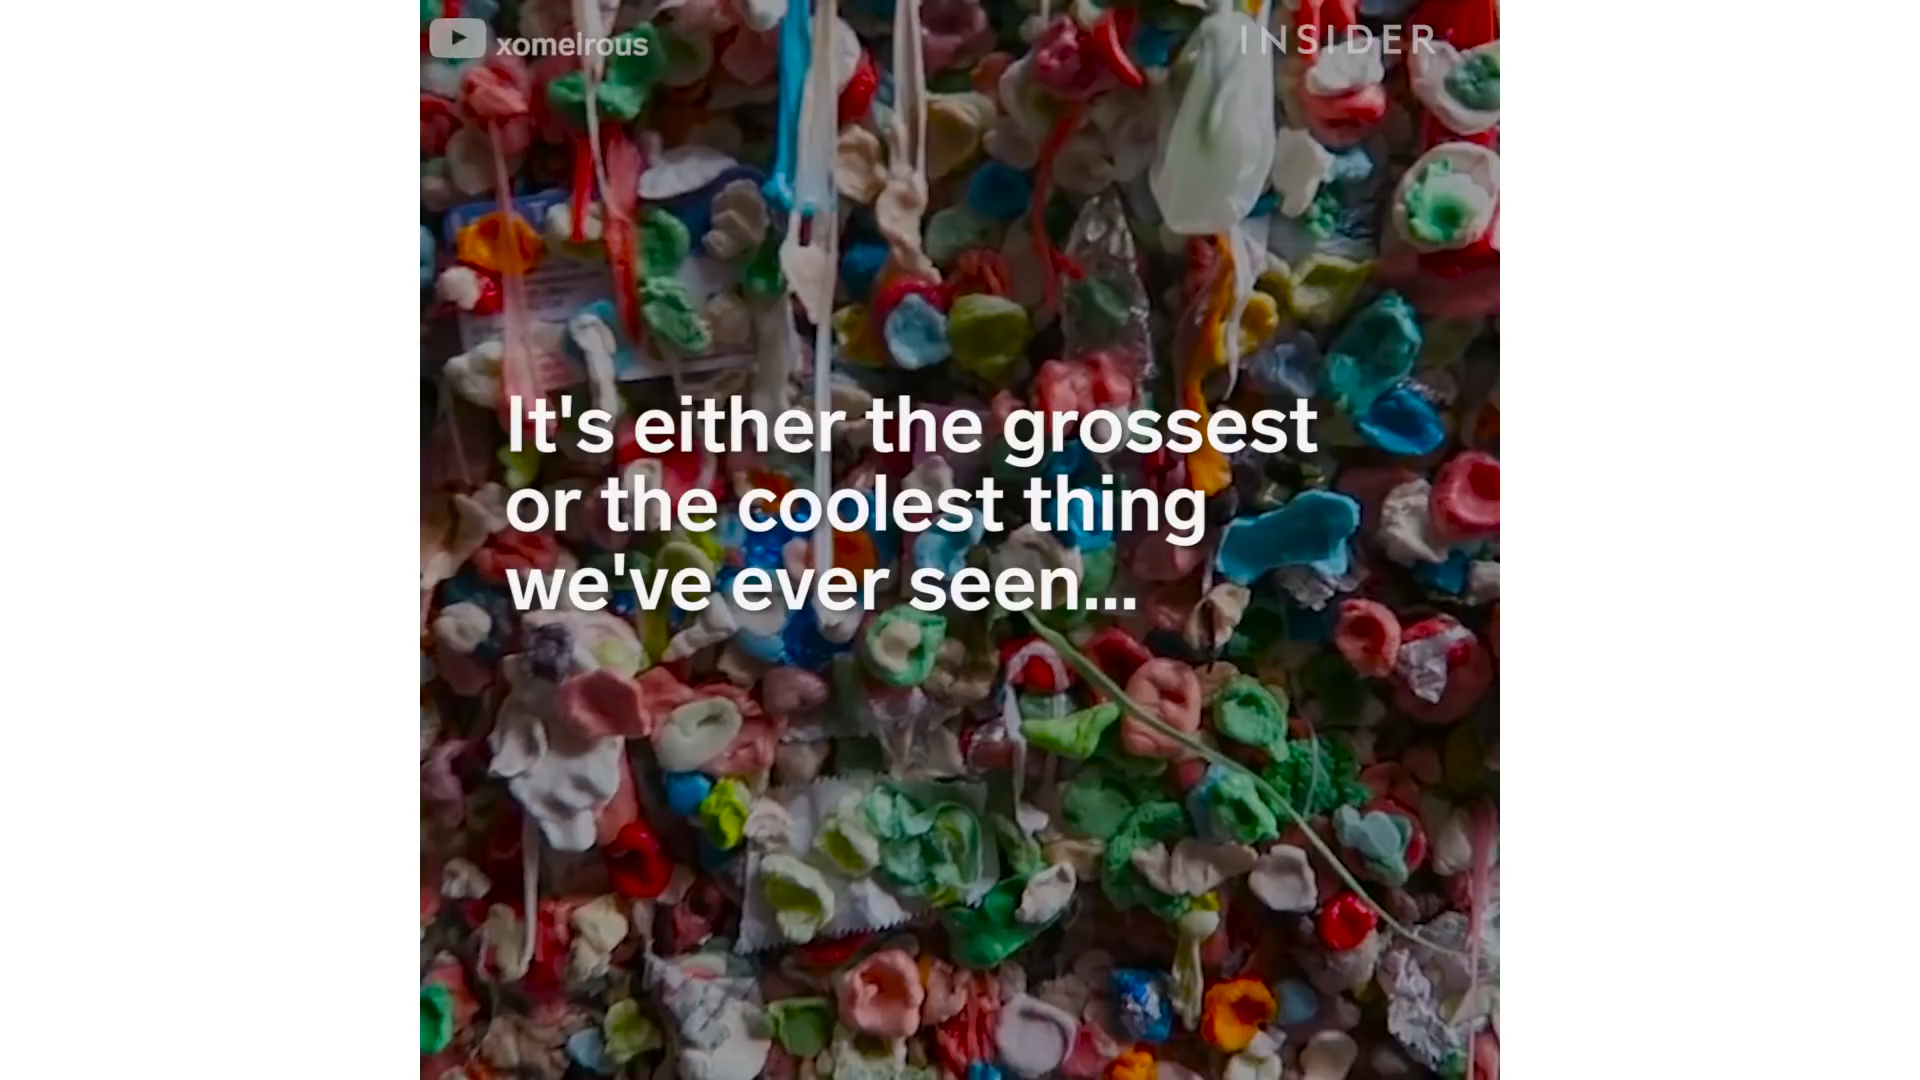 xomelrous
INSIDER
It's either the grossest
or the coolest thing
we've ever seen...